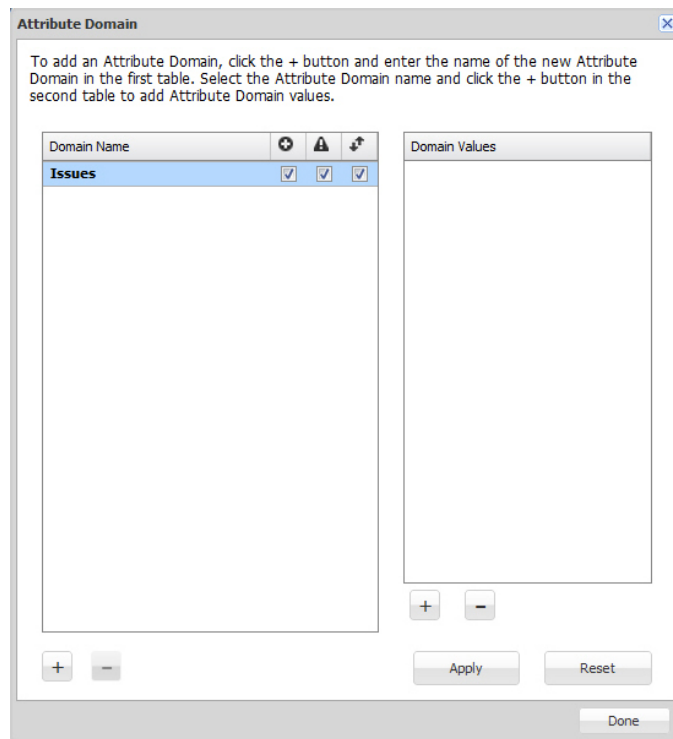 Attribute Domain
To add an Attribute Domain, click the + button and enter the name of the new Attribute
Domain in the first table. Select the Attribute Domain name and click the + button in the
second table to add Attribute Domain values.
Domain Name
Issues
Domain Values
+ -
+ -
Apply
Reset
Done